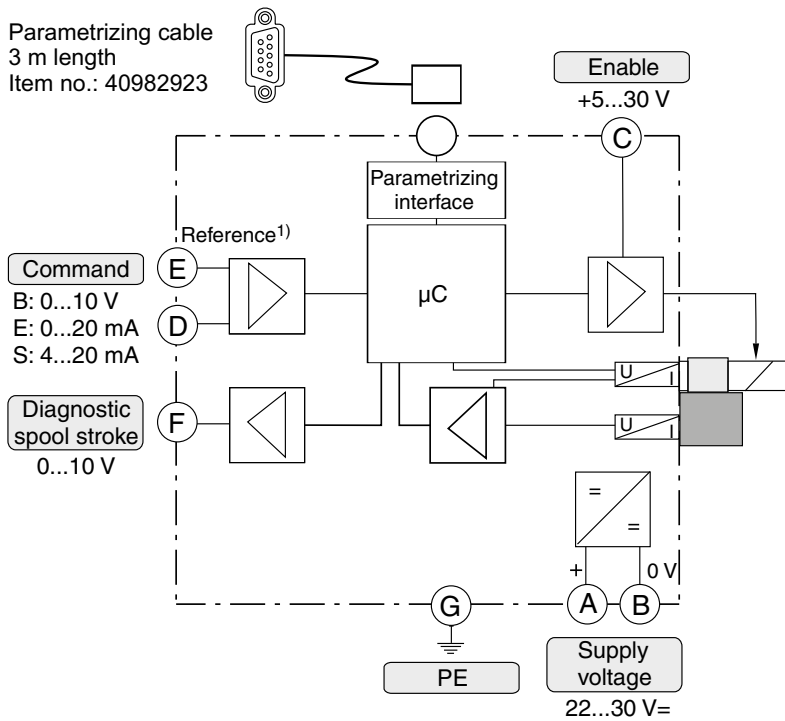 Parametrizing cable
3 m length
Item no.: 40982923
Enable
+5...30 V
C
Parametrizing
interface
Reference1)
Command
E
B: 0...10 V
E: 0...20 mA
S: 4...20 mA
D
µC
U
I
Diagnostic
spool stroke
0...10 V
F
U
I
=
=
+
0 V
G
A
B
PE
Supply
voltage
22...30 V=